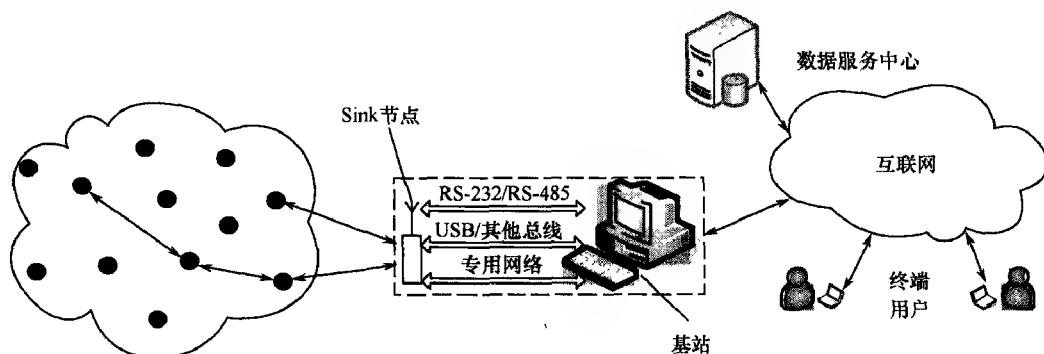 数据服务中心
Sink节点
互联网
RS-232/RS-485
USB/其他总线
专用网络
终端
用户
基站